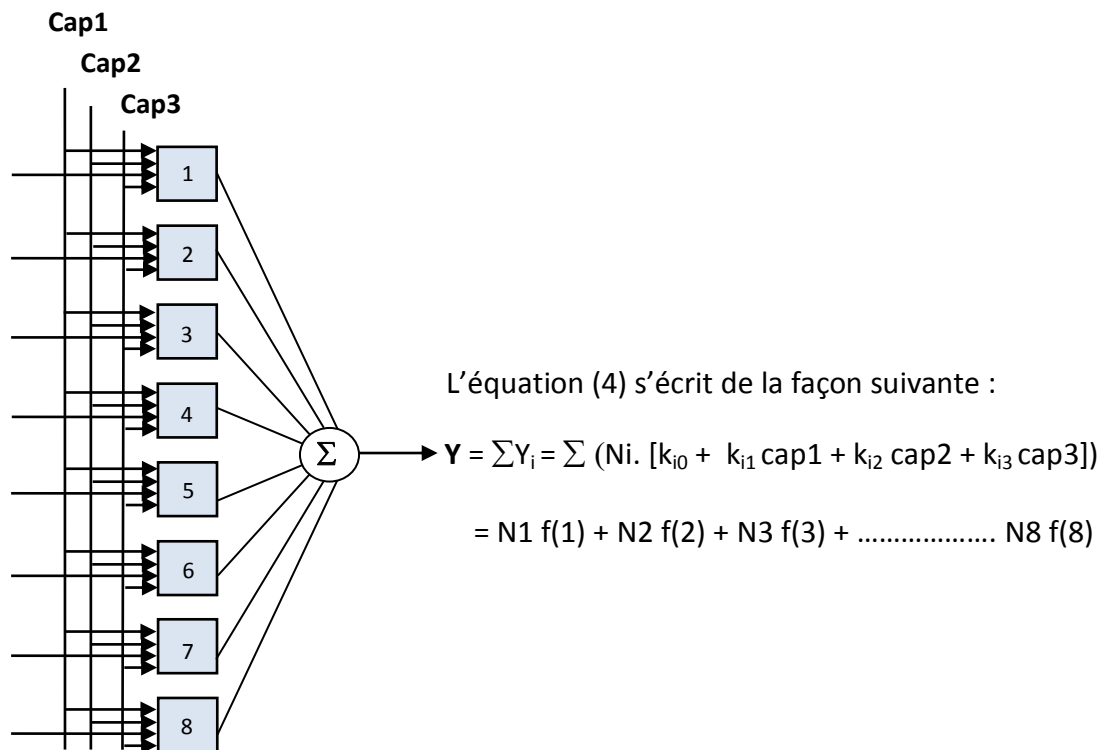 Cap1
Cap2
Cap3
1
2
3
4
5
6
7
8
Σ
L’équation (4) s’écrit de la façon suivante :
Y = ∑Yi = ∑ (Ni. [ki0 + ki1 cap1 + ki2 cap2 + ki3 cap3])
= N1 f(1) + N2 f(2) + N3 f(3) + ………………. N8 f(8)